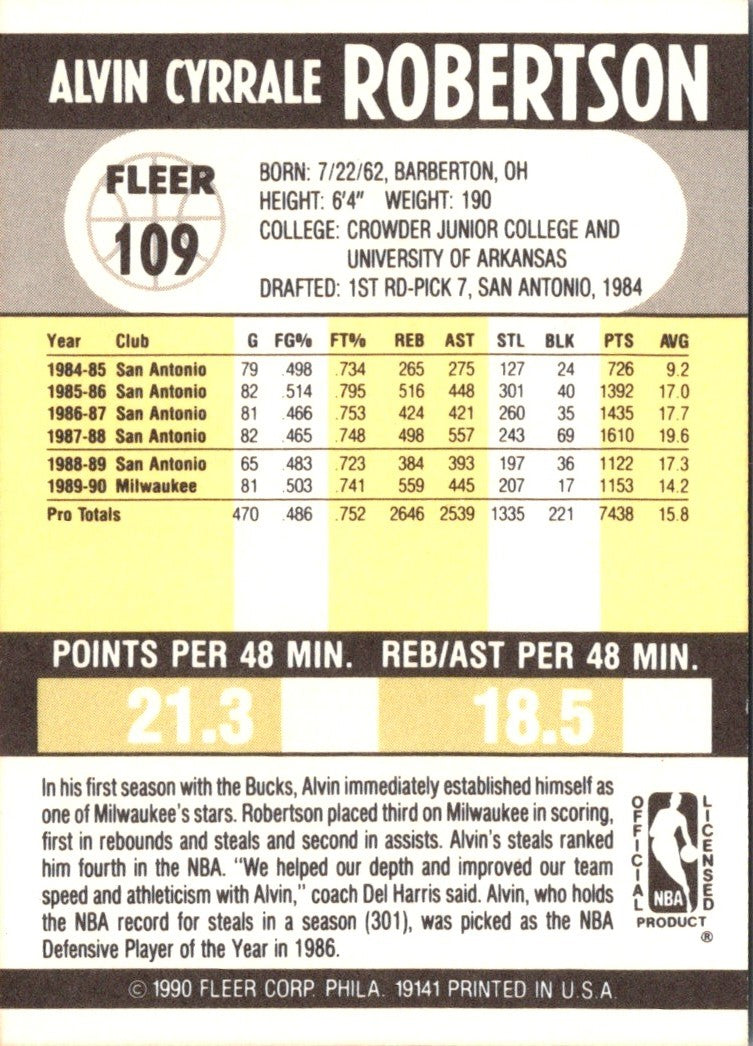 ALVIN CYRRALE ROBERTSON
FLEER
109
BORN: 7/22/62, BARBERTON, OH
HEIGHT: 6'4" WEIGHT: 190
COLLEGE: CROWDER JUNIOR COLLEGE AND
UNIVERSITY OF ARKANSAS
DRAFTED: 1ST RD-PICK 7, SAN ANTONIO, 1984
Year Club G FG% FT% REB AST STL BLK PTS AVG
1984-85 San Antonio 79 .498 .734 265 275 127 24 726 9.2
1985-86 San Antonio 82 .514 .795 516 448 301 40 1392 17.0
1986-87 San Antonio 81 .466 .753 424 421 260 35 1435 17.7
1987-88 San Antonio 82 .465 .748 498 557 243 69 1610 19.6
1988-89 San Antonio 65 .483 .723 384 393 197 36 1122 17.3
1989-90 Milwaukee 81 .503 .741 559 445 207 17 1153 14.2
Pro Totals 470 .486 .752 2646 2539 1335 221 7438 15.8
POINTS PER 48 MIN. REB/AST PER 48 MIN.
21.3 18.5
In his first season with the Bucks, Alvin immediately established himself as
one of Milwaukee's stars. Robertson placed third on Milwaukee in scoring,
first in rebounds and steals and second in assists. Alvin's steals ranked
him fourth in the NBA. "We helped our depth and improved our team
speed and athleticism with Alvin," coach Del Harris said. Alvin, who holds
the NBA record for steals in a season (301), was picked as the NBA
Defensive Player of the Year in 1986.
OFFICIAL
LICENSED
NBA
PRODUCT
®
© 1990 FLEER CORP. PHILA. 19141 PRINTED IN U.S.A.